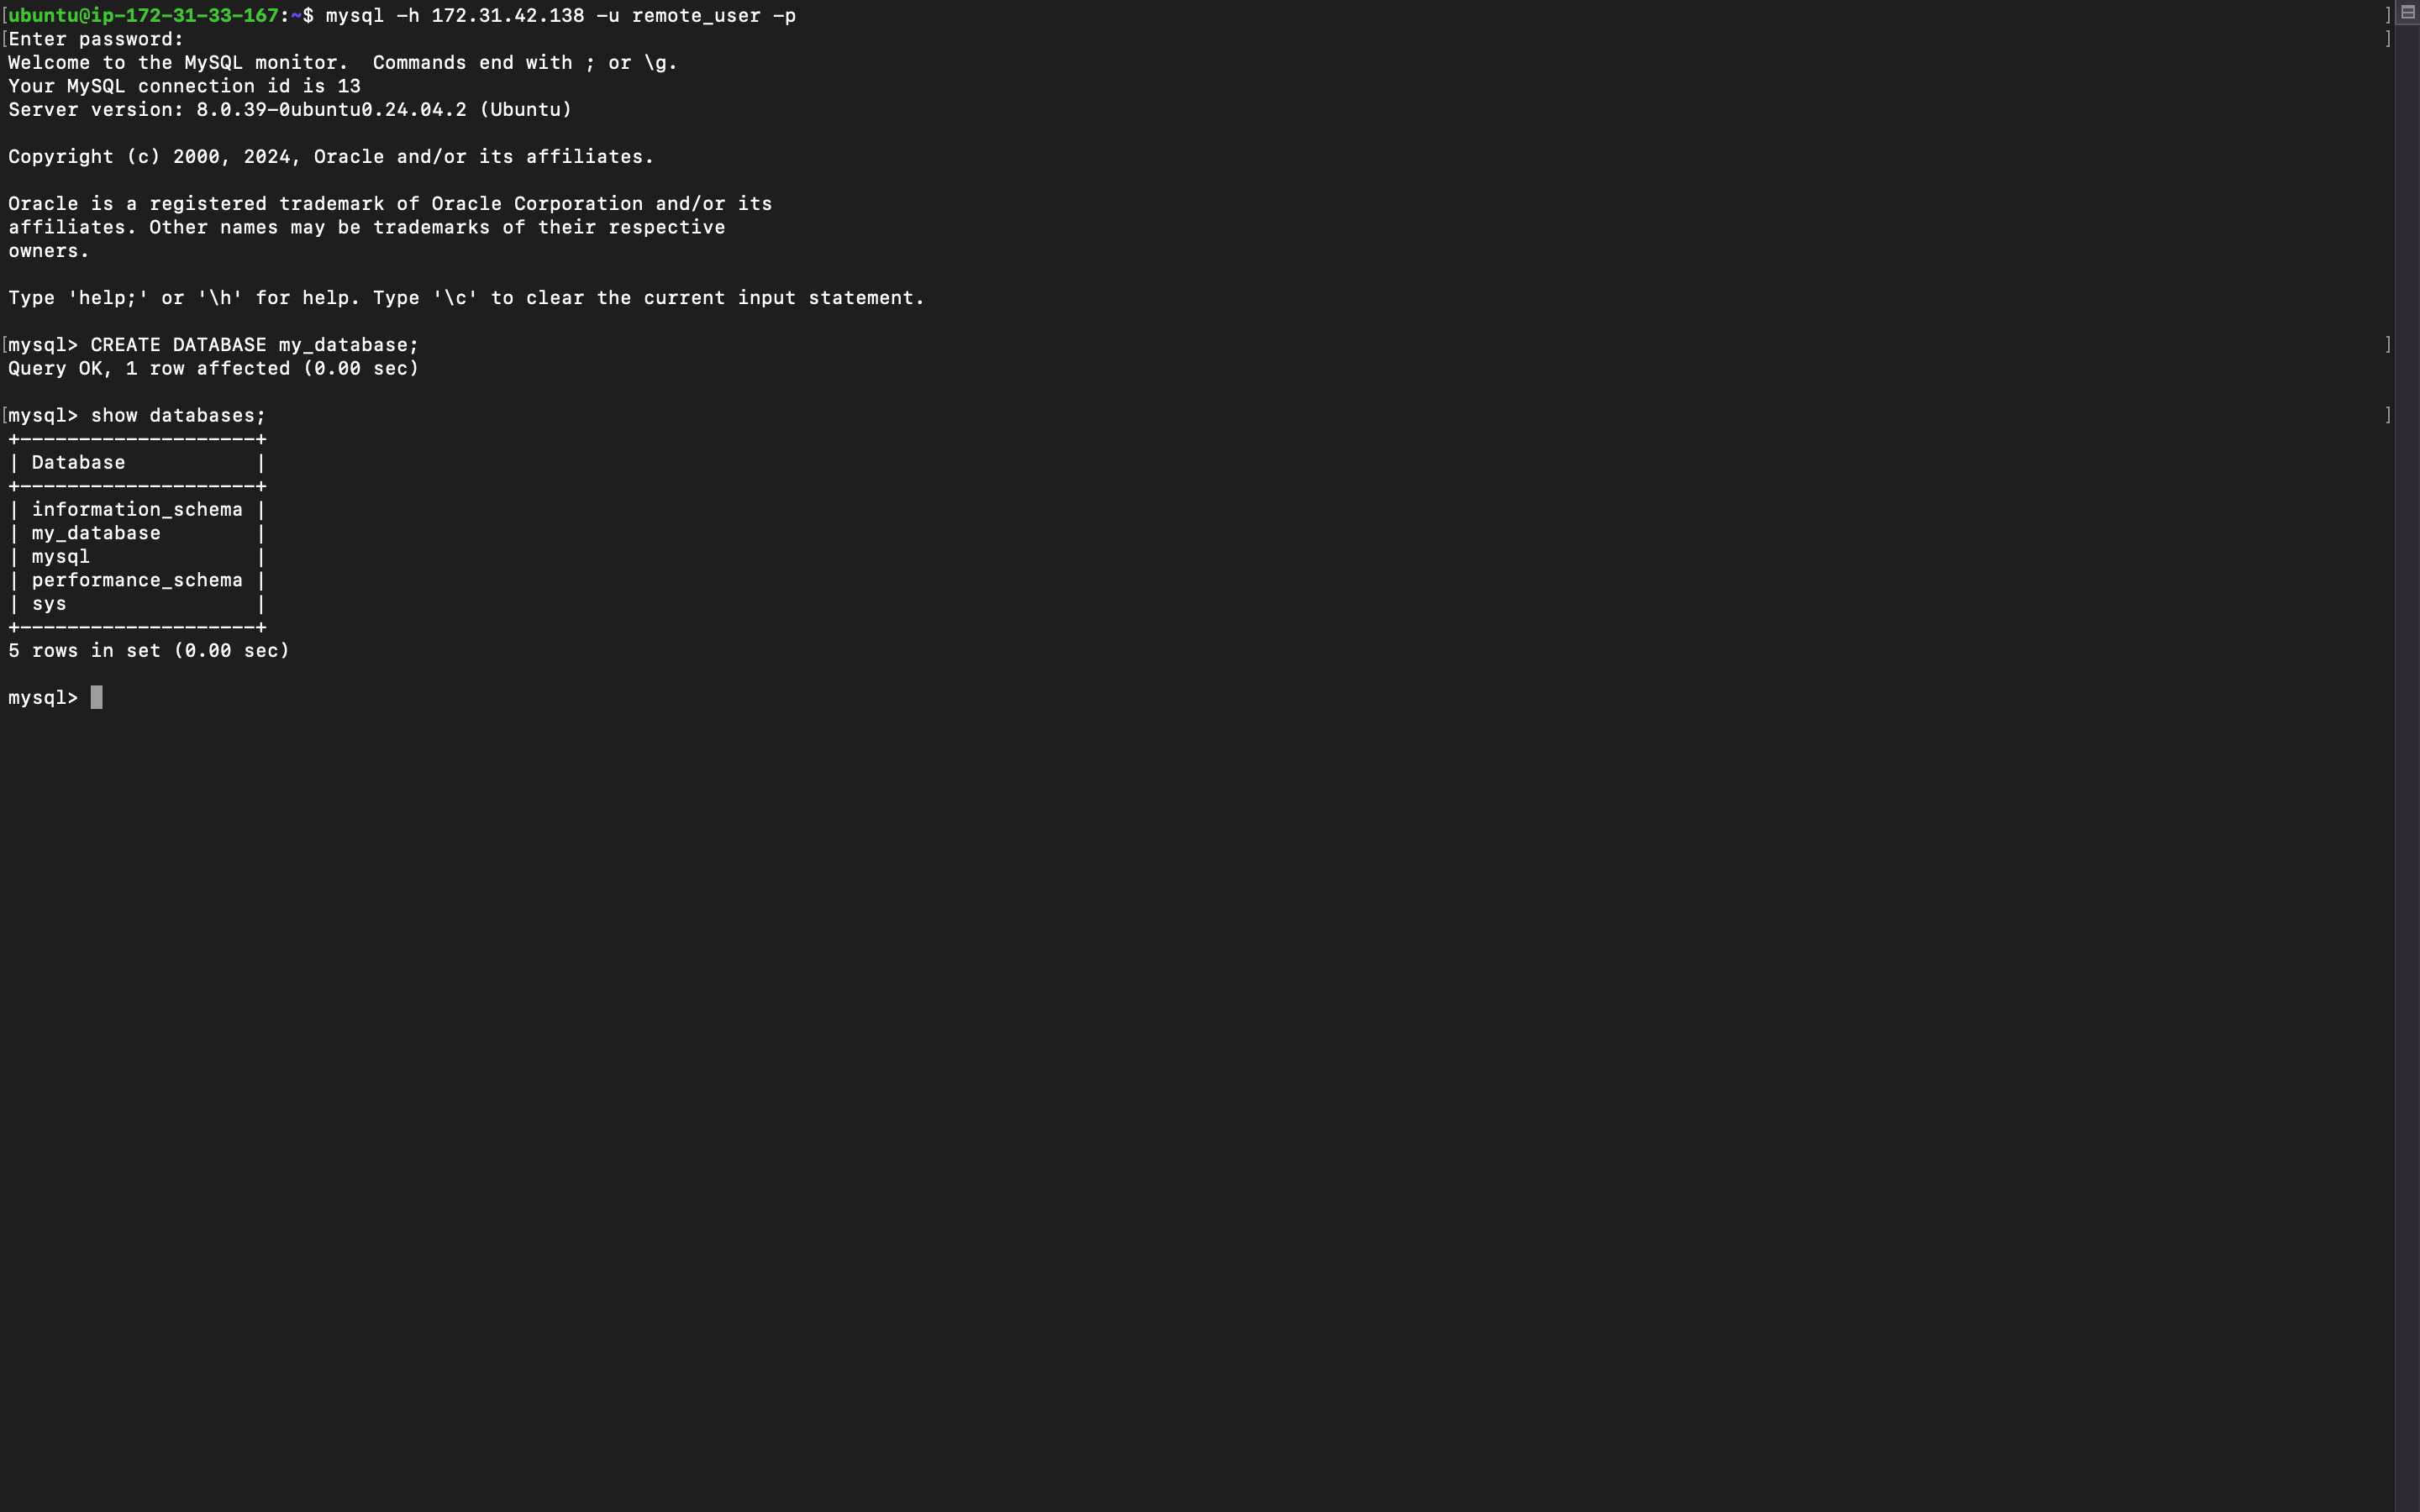 [ubuntu@ip-172-31-33-167:~$ mysql -h 172.31.42.138 -u remote_user -p ]
[Enter password: ]
Welcome to the MySQL monitor.  Commands end with ; or \g.
Your MySQL connection id is 13
Server version: 8.0.39-0ubuntu0.24.04.2 (Ubuntu)

Copyright (c) 2000, 2024, Oracle and/or its affiliates.

Oracle is a registered trademark of Oracle Corporation and/or its
affiliates. Other names may be trademarks of their respective
owners.

Type 'help;' or '\h' for help. Type '\c' to clear the current input statement.

[mysql> CREATE DATABASE my_database; ]
Query OK, 1 row affected (0.00 sec)

[mysql> show databases; ]
+--------------------+
| Database           |
+--------------------+
| information_schema |
| my_database        |
| mysql              |
| performance_schema |
| sys                |
+--------------------+
5 rows in set (0.00 sec)

mysql>